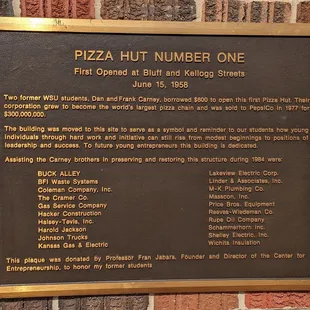 PIZZA HUT NUMBER ONE
First Opened at Bluff and Kellogg Streets
June 15, 1958
Two former WSU students, Dan and Frank Carney, borrowed $600 to open this first Pizza Hut. Their
corporation grew to become the world's largest pizza chain and was sold to PepsiCo in 1977 for
$300,000,000.
The building was moved to this site to serve as a symbol and reminder to our students how young
individuals through hard work and initiative can still rise from modest beginnings to positions of
leadership and success. To future young entrepreneurs this building is dedicated.
Assisting the Carney brothers in preserving and restoring this structure during 1984 were:
BUCK ALLEY
BFI Waste Systems
Coleman Company, Inc.
The Cramer Co.
Gas Service Company
Hacker Construction
Halsey-Tevis, Inc.
Harold Jackson
Johnson Trucks
Kansas Gas & Electric
Lakeview Electric Corp.
Linder & Associates, Inc.
M-K Plumbing Co.
Masscon, Inc.
Price Bros. Equipment
Reeves-Wiedeman Co.
Rupe Oil Company
Schammerhorn, Inc.
Shelley Electric, Inc.
Wichita Insulation
This plaque was donated by Professor Fran Jabara, Founder and Director of the Center for
Entrepreneurship, to honor my former students